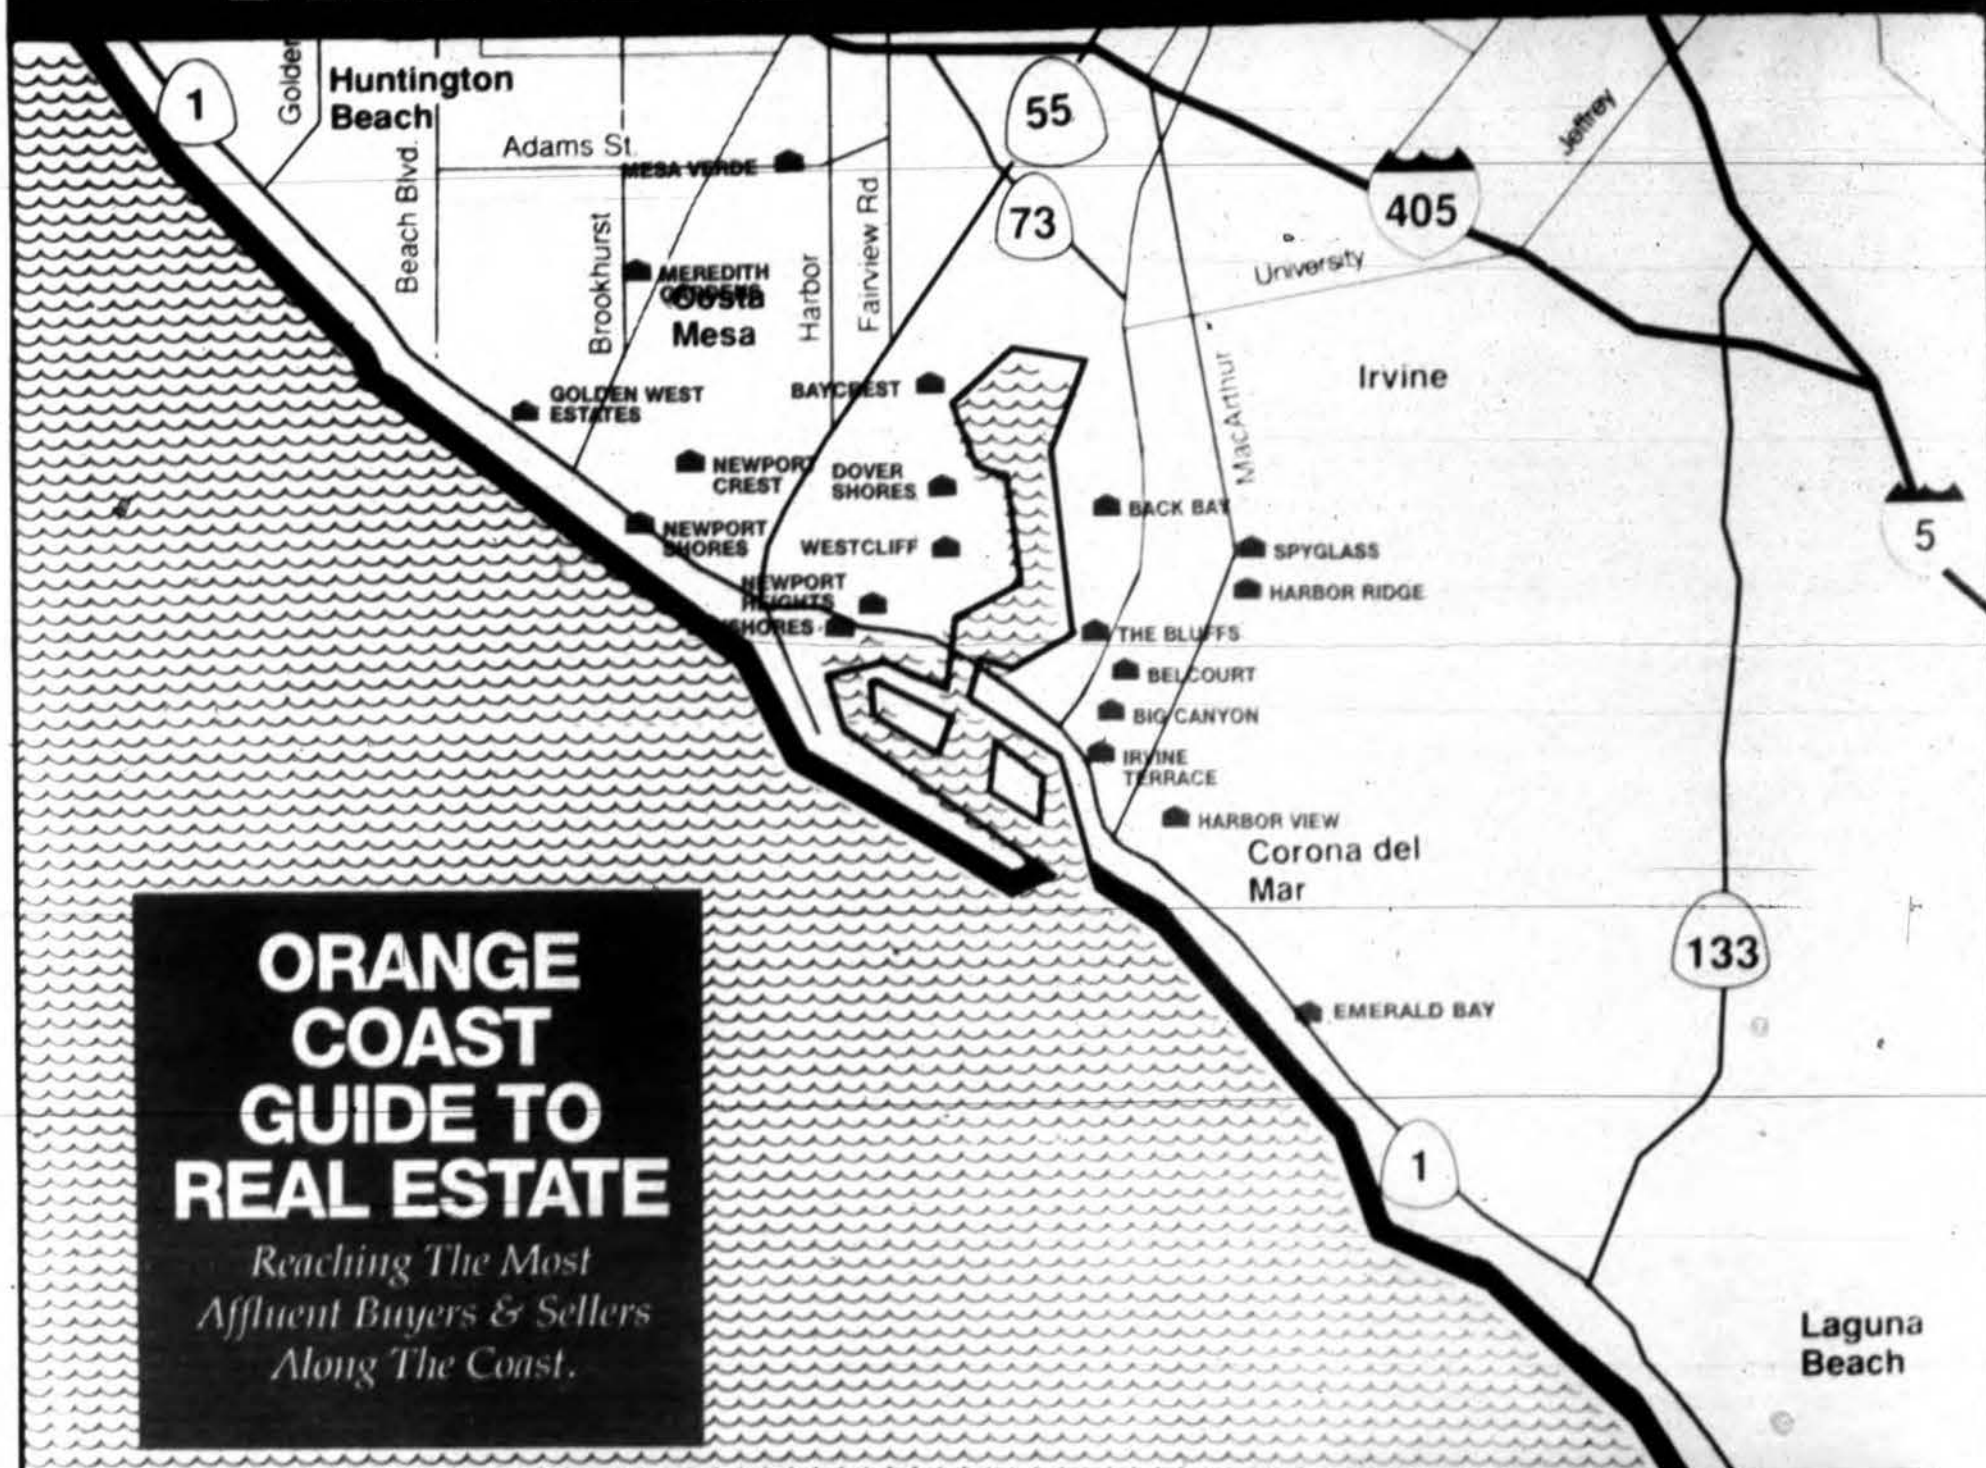 1
Golden
Huntington
Beach
Beach Blvd.
Adams St.
MESA VERDE
Brookhurst
MEREDITH
GARDENS
Costa
Mesa
Harbor
Fairview Rd
55
73
405
Jeffrey
University
MacArthur
Irvine
GOLDEN WEST
ESTATES
BAYCREST
NEWPORT
CREST
DOVER
SHORES
NEWPORT
SHORES
WESTCLIFF
NEWPORT
HEIGHTS
BACK BAY
SPYGLASS
HARBOR RIDGE
5
THE BLUFFS
BELCOURT
BIG CANYON
IRVINE
TERRACE
HARBOR VIEW
Corona del
Mar
133
EMERALD BAY
1
Laguna
Beach
ORANGE
COAST
GUIDE TO
REAL ESTATE
Reaching The Most
Affluent Buyers & Sellers
Along The Coast.